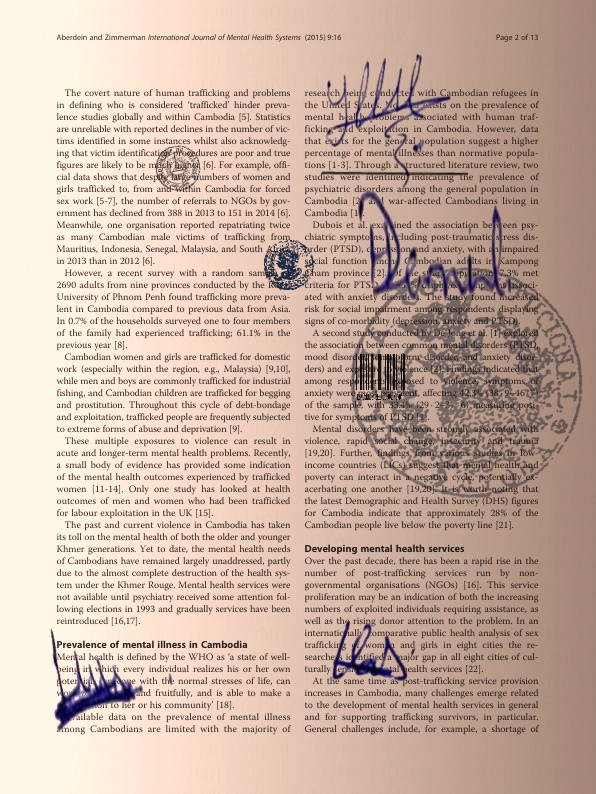 Aberdein and Zimmerman International Journal of Mental Health Systems (2015) 9:16
Page 2 of 13
The covert nature of human trafficking and problems
in defining who is considered 'trafficked' hinder preva-
lence studies globally and within Cambodia [5]. Statistics
are unreliable with reported declines in the number of vic-
tims identified in some instances whilst also acknowledg-
ing that victim identification procedures are poor and true
figures are likely to be much higher [6]. For example, offi-
cial data shows that despite large numbers of women and
girls trafficked to, from and within Cambodia for forced
sex work [5-7], the number of referrals to NGOs by gov-
ernment has declined from 388 in 2013 to 151 in 2014 [6].
Meanwhile, one organisation reported repatriating twice
as many Cambodian male victims of trafficking from
Mauritius, Indonesia, Senegal, Malaysia, and South Africa
in 2013 than in 2012 [6].
However, a recent survey with a random sample
2690 adults from nine provinces conducted by the
University of Phnom Penh found trafficking more preva-
lent in Cambodia compared to previous data from Asia.
In 0.7% of the households surveyed one to four members
of the family had experienced trafficking; 61.1% in the
previous year [8].
Cambodian women and girls are trafficked for domestic
work (especially within the region, e.g., Malaysia) [9,10],
while men and boys are commonly trafficked for industrial
fishing, and Cambodian children are trafficked for begging
and prostitution. Throughout this cycle of debt-bondage
and exploitation, trafficked people are frequently subjected
to extreme forms of abuse and deprivation [9].
These multiple exposures to violence can result in
acute and longer-term mental health problems. Recently,
a small body of evidence has provided some indication
of the mental health outcomes experienced by trafficked
women [11-14]. Only one study has looked at health
outcomes of men and women who had been trafficked
for labour exploitation in the UK [15].
The past and current violence in Cambodia has taken
its toll on the mental health of both the older and younger
Khmer generations. Yet to date, the mental health needs
of Cambodians have remained largely unaddressed, partly
due to the almost complete destruction of the health sys-
tem under the Khmer Rouge. Mental health services were
not available until psychiatry received some attention fol-
lowing elections in 1993 and gradually services have been
reintroduced [16,17].
Prevalence of mental illness in Cambodia
Mental health is defined by the WHO as 'a state of well-
being in which every individual realizes his or her own
potential, can cope with the normal stresses of life, can
work and fruitfully, and is able to make a
contribution to her or his community' [18].
Available data on the prevalence of mental illness
among Cambodians are limited with the majority of
research being conducted with Cambodian refugees in
the United States. No data exists on the prevalence of
mental health problems associated with human traf-
ficking and exploitation in Cambodia. However, data
that exists for the general population suggest a higher
percentage of mental illnesses than normative popula-
tions [1-3]. Through a structured literature review, two
studies were identified indicating the prevalence of
psychiatric disorders among the general population in
Cambodia and war-affected Cambodians living in
Cambodia
Dubois et al. examined the association between psy-
chiatric symptoms, including post-traumatic stress dis-
order (PTSD), depression and anxiety, with an impaired
social function among Cambodian adults in Kampong
Cham province [2]. of 7.3% met
criteria for PTSD associ-
ated with anxiety disorder. The study found increased
risk for social impairment among respondents displaying
signs of co-morbidity (depression, anxiety and PTSD).
A second study conducted by De Jong et al. [1] explored
the association between common mental disorders (PTSD,
mood disorder, somatoform disorder, and anxiety disor-
ders) and exposure to violence [2]. Findings indicated that
among respondents exposed to violence, symptoms of
anxiety were most prevalent, affecting 42.3%
of the sample, with measuring posi-
tive for symptoms of PTSD [1].
Mental disorders have been strongly associated with
violence, rapid social change, insecurity and trauma
[19,20]. Further, findings from various studies in low-
income countries (LICs) suggest that mental health and
poverty can interact in a negative cycle, potentially ex-
acerbating one another [19,20]. It is worth noting that
the latest Demographic and Health Survey (DHS) figures
for Cambodia indicate that approximately 28% of the
Cambodian people live below the poverty line [21].
Developing mental health services
Over the past decade, there has been a rapid rise in the
number of post-trafficking services run by non-
governmental organisations (NGOs) [16]. This service
proliferation may be an indication of both the increasing
numbers of exploited individuals requiring assistance, as
well as the rising donor attention to the problem. In an
internationally comparative public health analysis of sex
trafficking of women and girls in eight cities the re-
searchers identified a major gap in all eight cities of cul-
turally mental health services [22].
At the same time as post-trafficking service provision
increases in Cambodia, many challenges emerge related
to the development of mental health services in general
and for supporting trafficking survivors, in particular.
General challenges include, for example, a shortage of